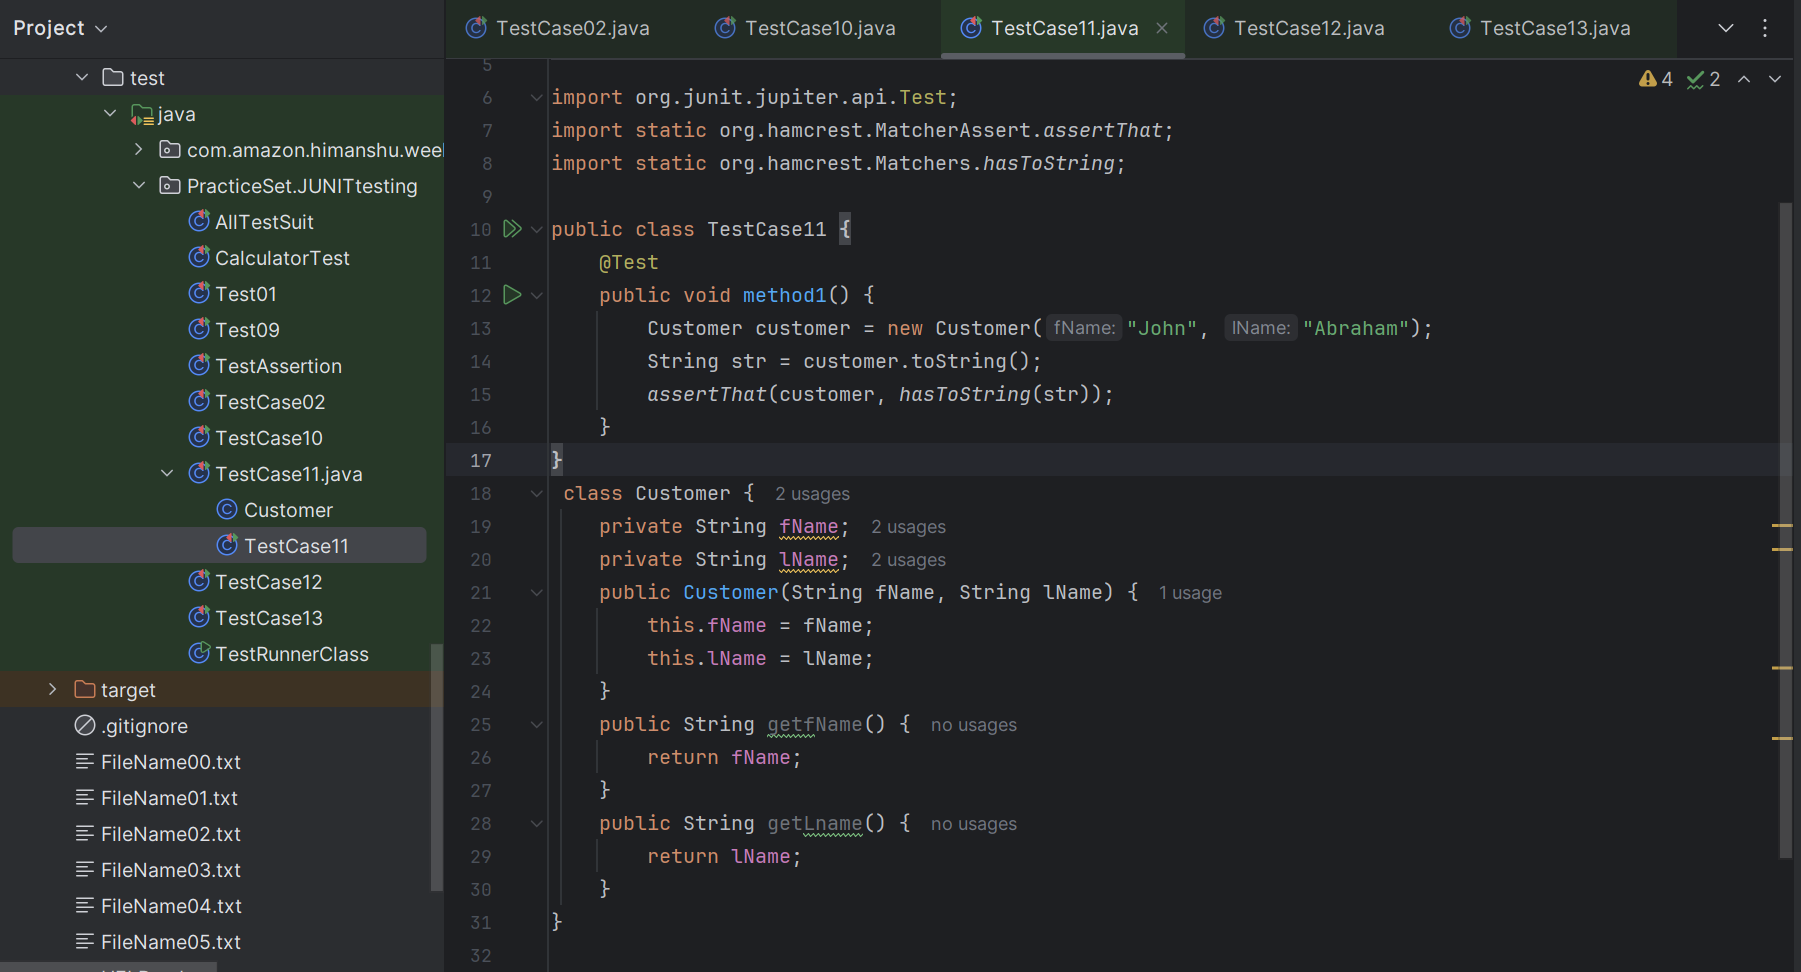 Project
TestCase02.java
TestCase10.java
TestCase11.java
TestCase12.java
TestCase13.java
test
java
com.amazon.himanshu.wee
PracticeSet.JUNITtesting
AllTestSuit
CalculatorTest
Test01
Test09
TestAssertion
TestCase02
TestCase10
TestCase11.java
Customer
TestCase11
TestCase12
TestCase13
TestRunnerClass
target
.gitignore
FileName00.txt
FileName01.txt
FileName02.txt
FileName03.txt
FileName04.txt
FileName05.txt
4 2
5
6 import org.junit.jupiter.api.Test;
7 import static org.hamcrest.MatcherAssert.assertThat;
8 import static org.hamcrest.Matchers.hasToString;
9
10 public class TestCase11 {
11 @Test
12 public void method1() {
13 Customer customer = new Customer( fName: "John", lName: "Abraham");
14 String str = customer.toString();
15 assertThat(customer, hasToString(str));
16 }
17 }
18 class Customer { 2 usages
19 private String fName; 2 usages
20 private String lName; 2 usages
21 public Customer(String fName, String lName) { 1 usage
22 this.fName = fName;
23 this.lName = lName;
24 }
25 public String getfName() { no usages
26 return fName;
27 }
28 public String getLname() { no usages
29 return lName;
30 }
31 }
32